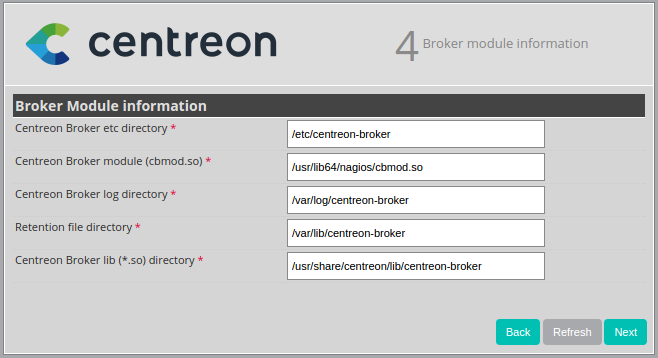 centreon
4 Broker module information
Broker Module information
Centreon Broker etc directory * /etc/centreon-broker
Centreon Broker module (cbmod.so) * /usr/lib64/nagios/cbmod.so
Centreon Broker log directory * /var/log/centreon-broker
Retention file directory * /var/lib/centreon-broker
Centreon Broker lib (*.so) directory * /usr/share/centreon/lib/centreon-broker
Back Refresh Next